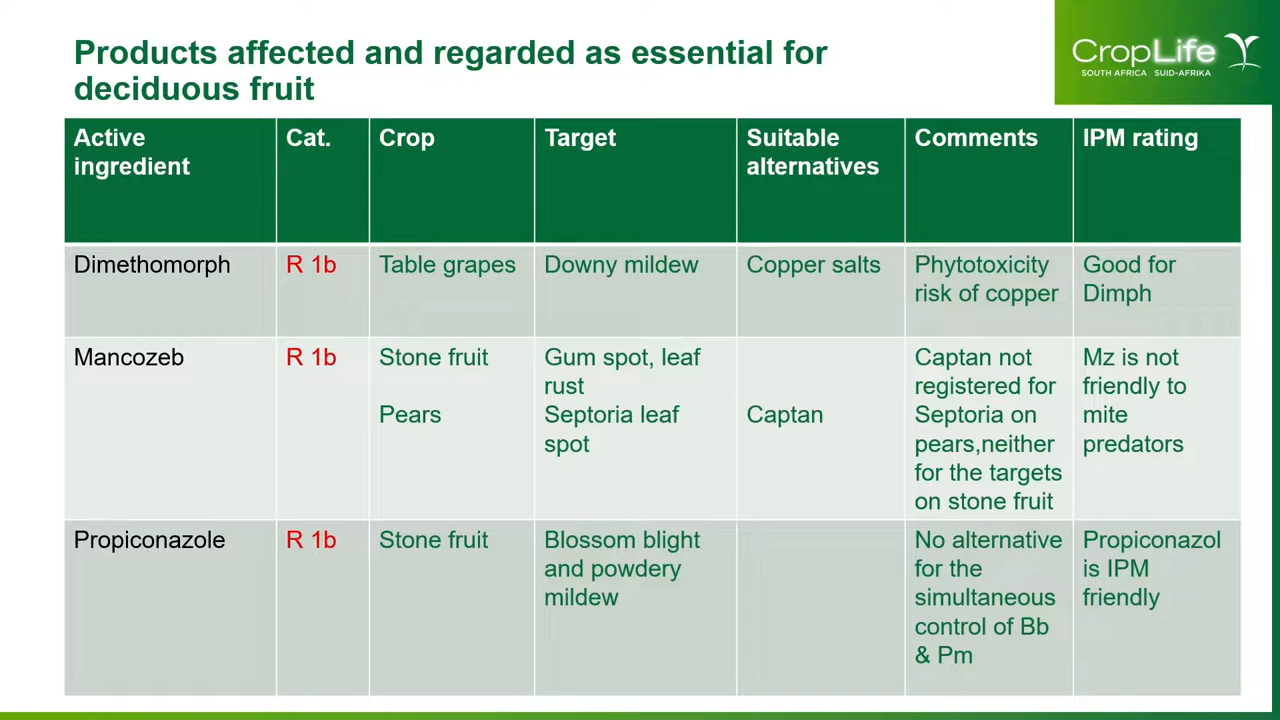 Products affected and regarded as essential for
deciduous fruit
CropLife
SOUTH AFRICA SUID-AFRIKA
Active
ingredient
Cat.
Crop
Target
Suitable
alternatives
Comments
IPM rating
Dimethomorph
R 1b
Table grapes
Downy mildew
Copper salts
Phytotoxicity
risk of copper
Good for
Dimph
Mancozeb
R 1b
Stone fruit
Pears
Gum spot, leaf
rust
Septoria leaf
spot
Captan
Captan not
registered for
Septoria on
pears,neither
for the targets
on stone fruit
Mz is not
friendly to
mite
predators
Propiconazole
R 1b
Stone fruit
Blossom blight
and powdery
mildew
No alternative
for the
simultaneous
control of Bb
& Pm
Propiconazol
is IPM
friendly